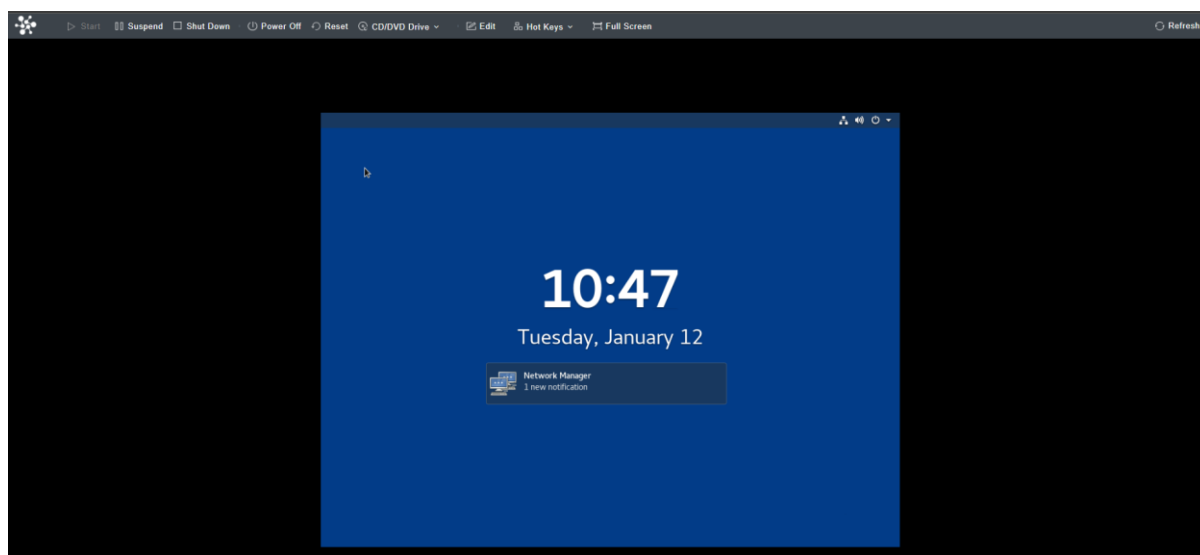 Start Suspend Shut Down Power Off Reset CD/DVD Drive Edit Hot Keys Full Screen Refresh
10:47
Tuesday, January 12
Network Manager
1 new notification